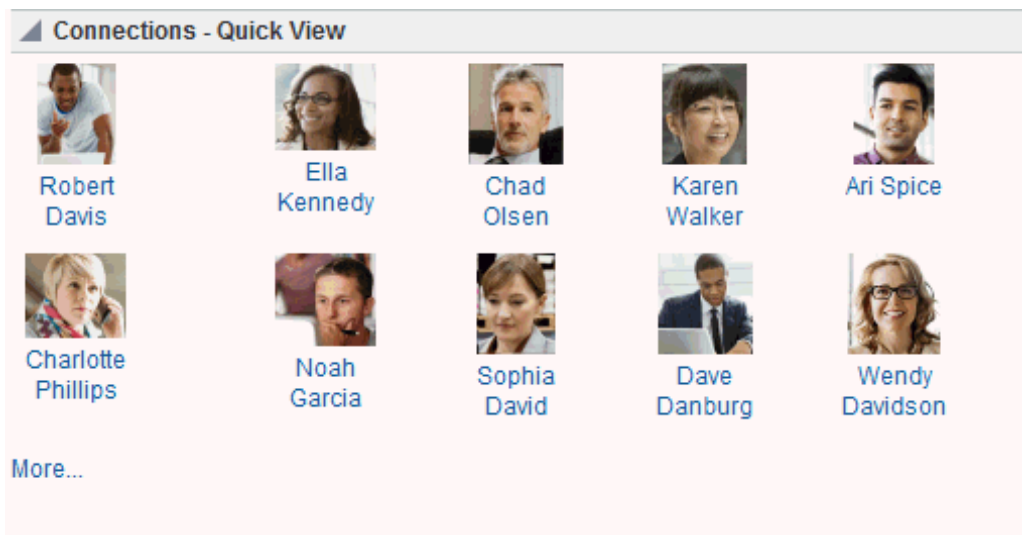 Connections - Quick View
Robert
Davis
Ella
Kennedy
Chad
Olsen
Karen
Walker
Ari Spice
Charlotte
Phillips
Noah
Garcia
Sophia
David
Dave
Danburg
Wendy
Davidson
More...